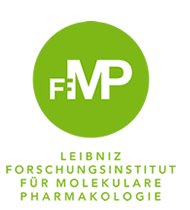 FMP
LEIBNIZ
FORSCHUNGSINSTITUT
FÜR MOLEKULARE
PHARMAKOLOGIE